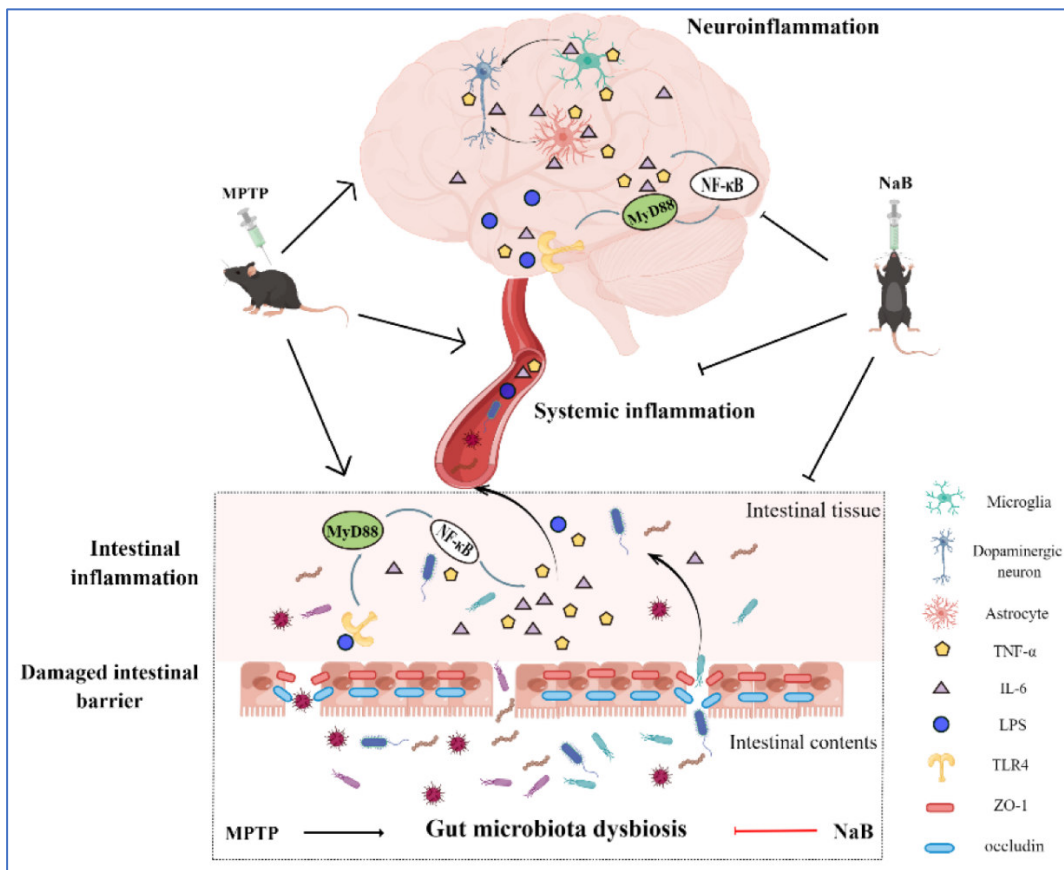 Neuroinflammation
MPTP
NaB
NF-κB
MyD88
Systemic inflammation
Intestinal tissue
MyD88
NF-κB
Intestinal
inflammation
Damaged intestinal
barrier
Intestinal contents
MPTP
Gut microbiota dysbiosis
NaB
Microglia
Dopaminergic
neuron
Astrocyte
TNF-α
IL-6
LPS
TLR4
ZO-1
occludin